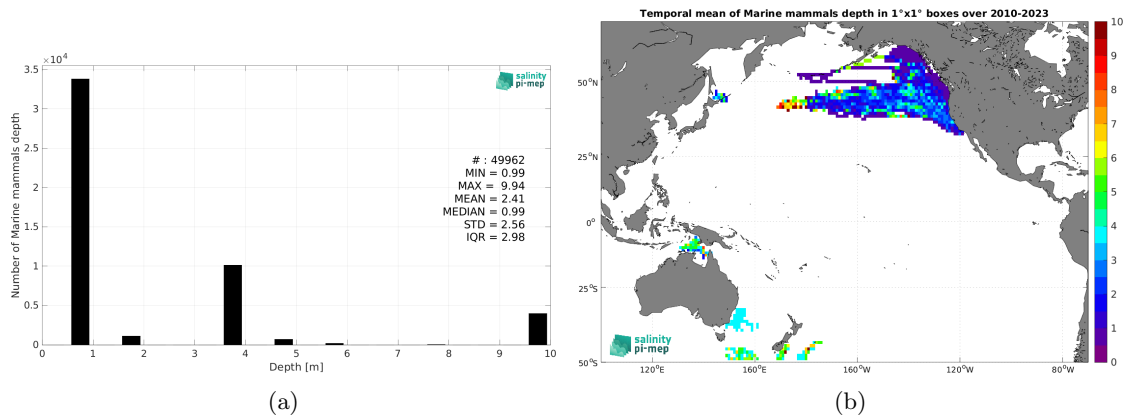 ×10⁴
3.5
3
2.5
2
1.5
1
0.5
0
Number of Marine mammals depth
salinity
pi-mep
# : 49962
MIN = 0.99
MAX = 9.94
MEAN = 2.41
MEDIAN = 0.99
STD = 2.56
IQR = 2.98
0 1 2 3 4 5 6 7 8 9 10
Depth [m]
(a)
Temporal mean of Marine mammals depth in 1°x1° boxes over 2010-2023
50°N
25°N
0°
25°S
50°S
salinity
pi-mep
120°W
160°W
160°W
120°W
80°W
10
9
8
7
6
5
4
3
2
1
0
(b)